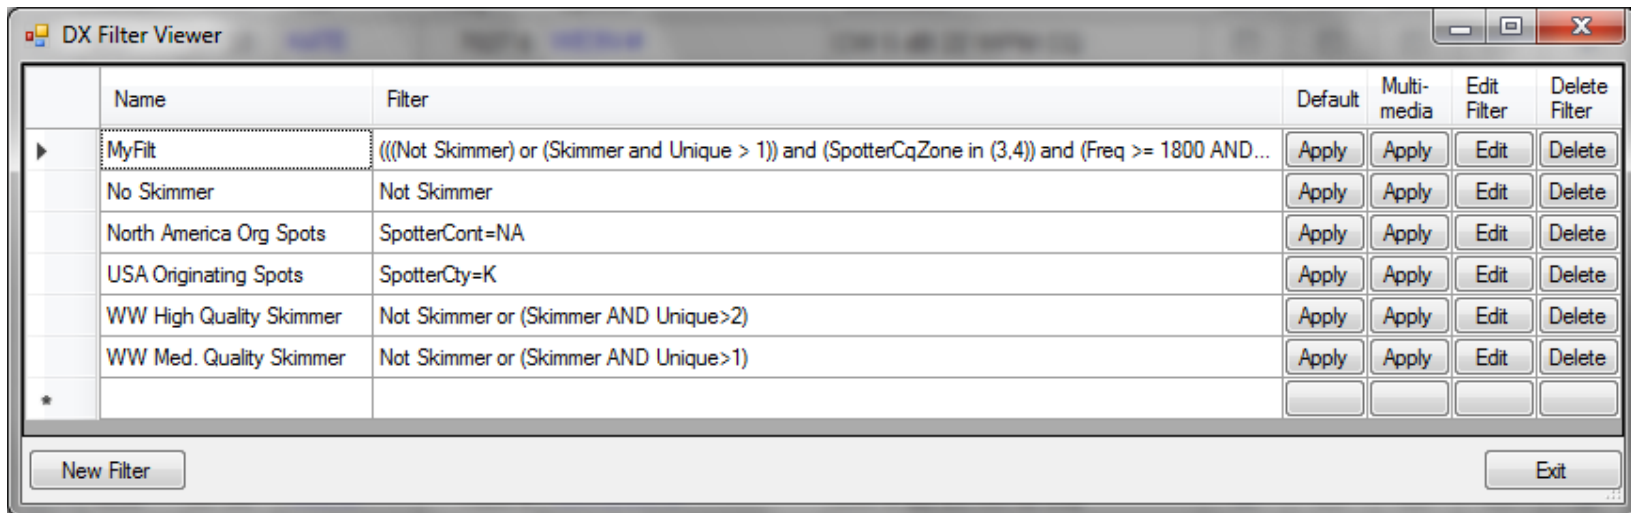 DX Filter Viewer
Name Filter Default Multi-media Edit Filter Delete Filter
MyFilt (((Not Skimmer) or (Skimmer and Unique > 1)) and (SpotterCqZone in (3,4)) and (Freq >= 1800 AND... Apply Apply Edit Delete
No Skimmer Not Skimmer Apply Apply Edit Delete
North America Org Spots SpotterCont=NA Apply Apply Edit Delete
USA Originating Spots SpotterCty=K Apply Apply Edit Delete
WW High Quality Skimmer Not Skimmer or (Skimmer AND Unique>2) Apply Apply Edit Delete
WW Med. Quality Skimmer Not Skimmer or (Skimmer AND Unique>1) Apply Apply Edit Delete
*
New Filter Exit